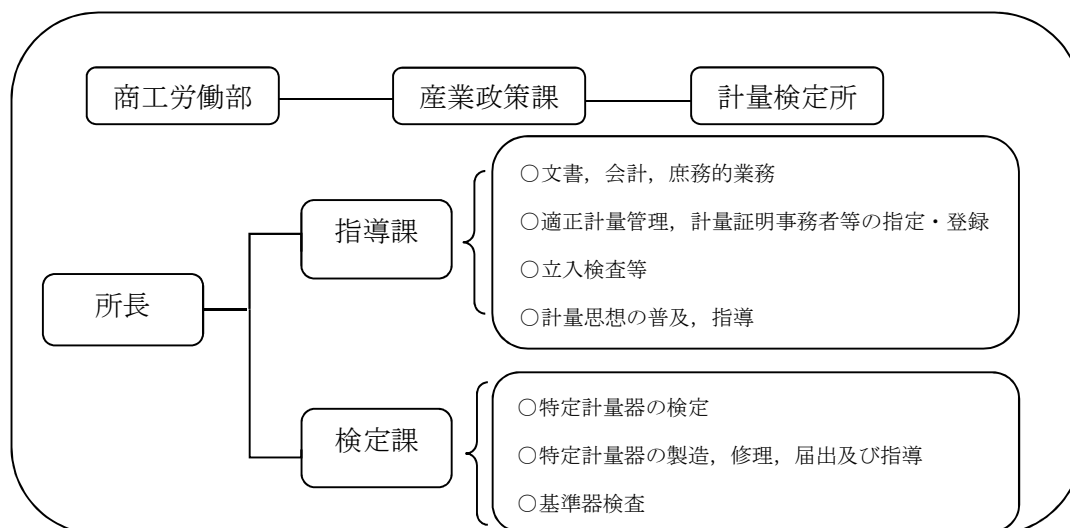 商工労働部
産業政策課
計量検定所
所長
指導課
○文書，会計，庶務的業務
○適正計量管理，計量証明事務者等の指定・登録
○立入検査等
○計量思想の普及，指導
検定課
○特定計量器の検定
○特定計量器の製造，修理，届出及び指導
○基準器検査